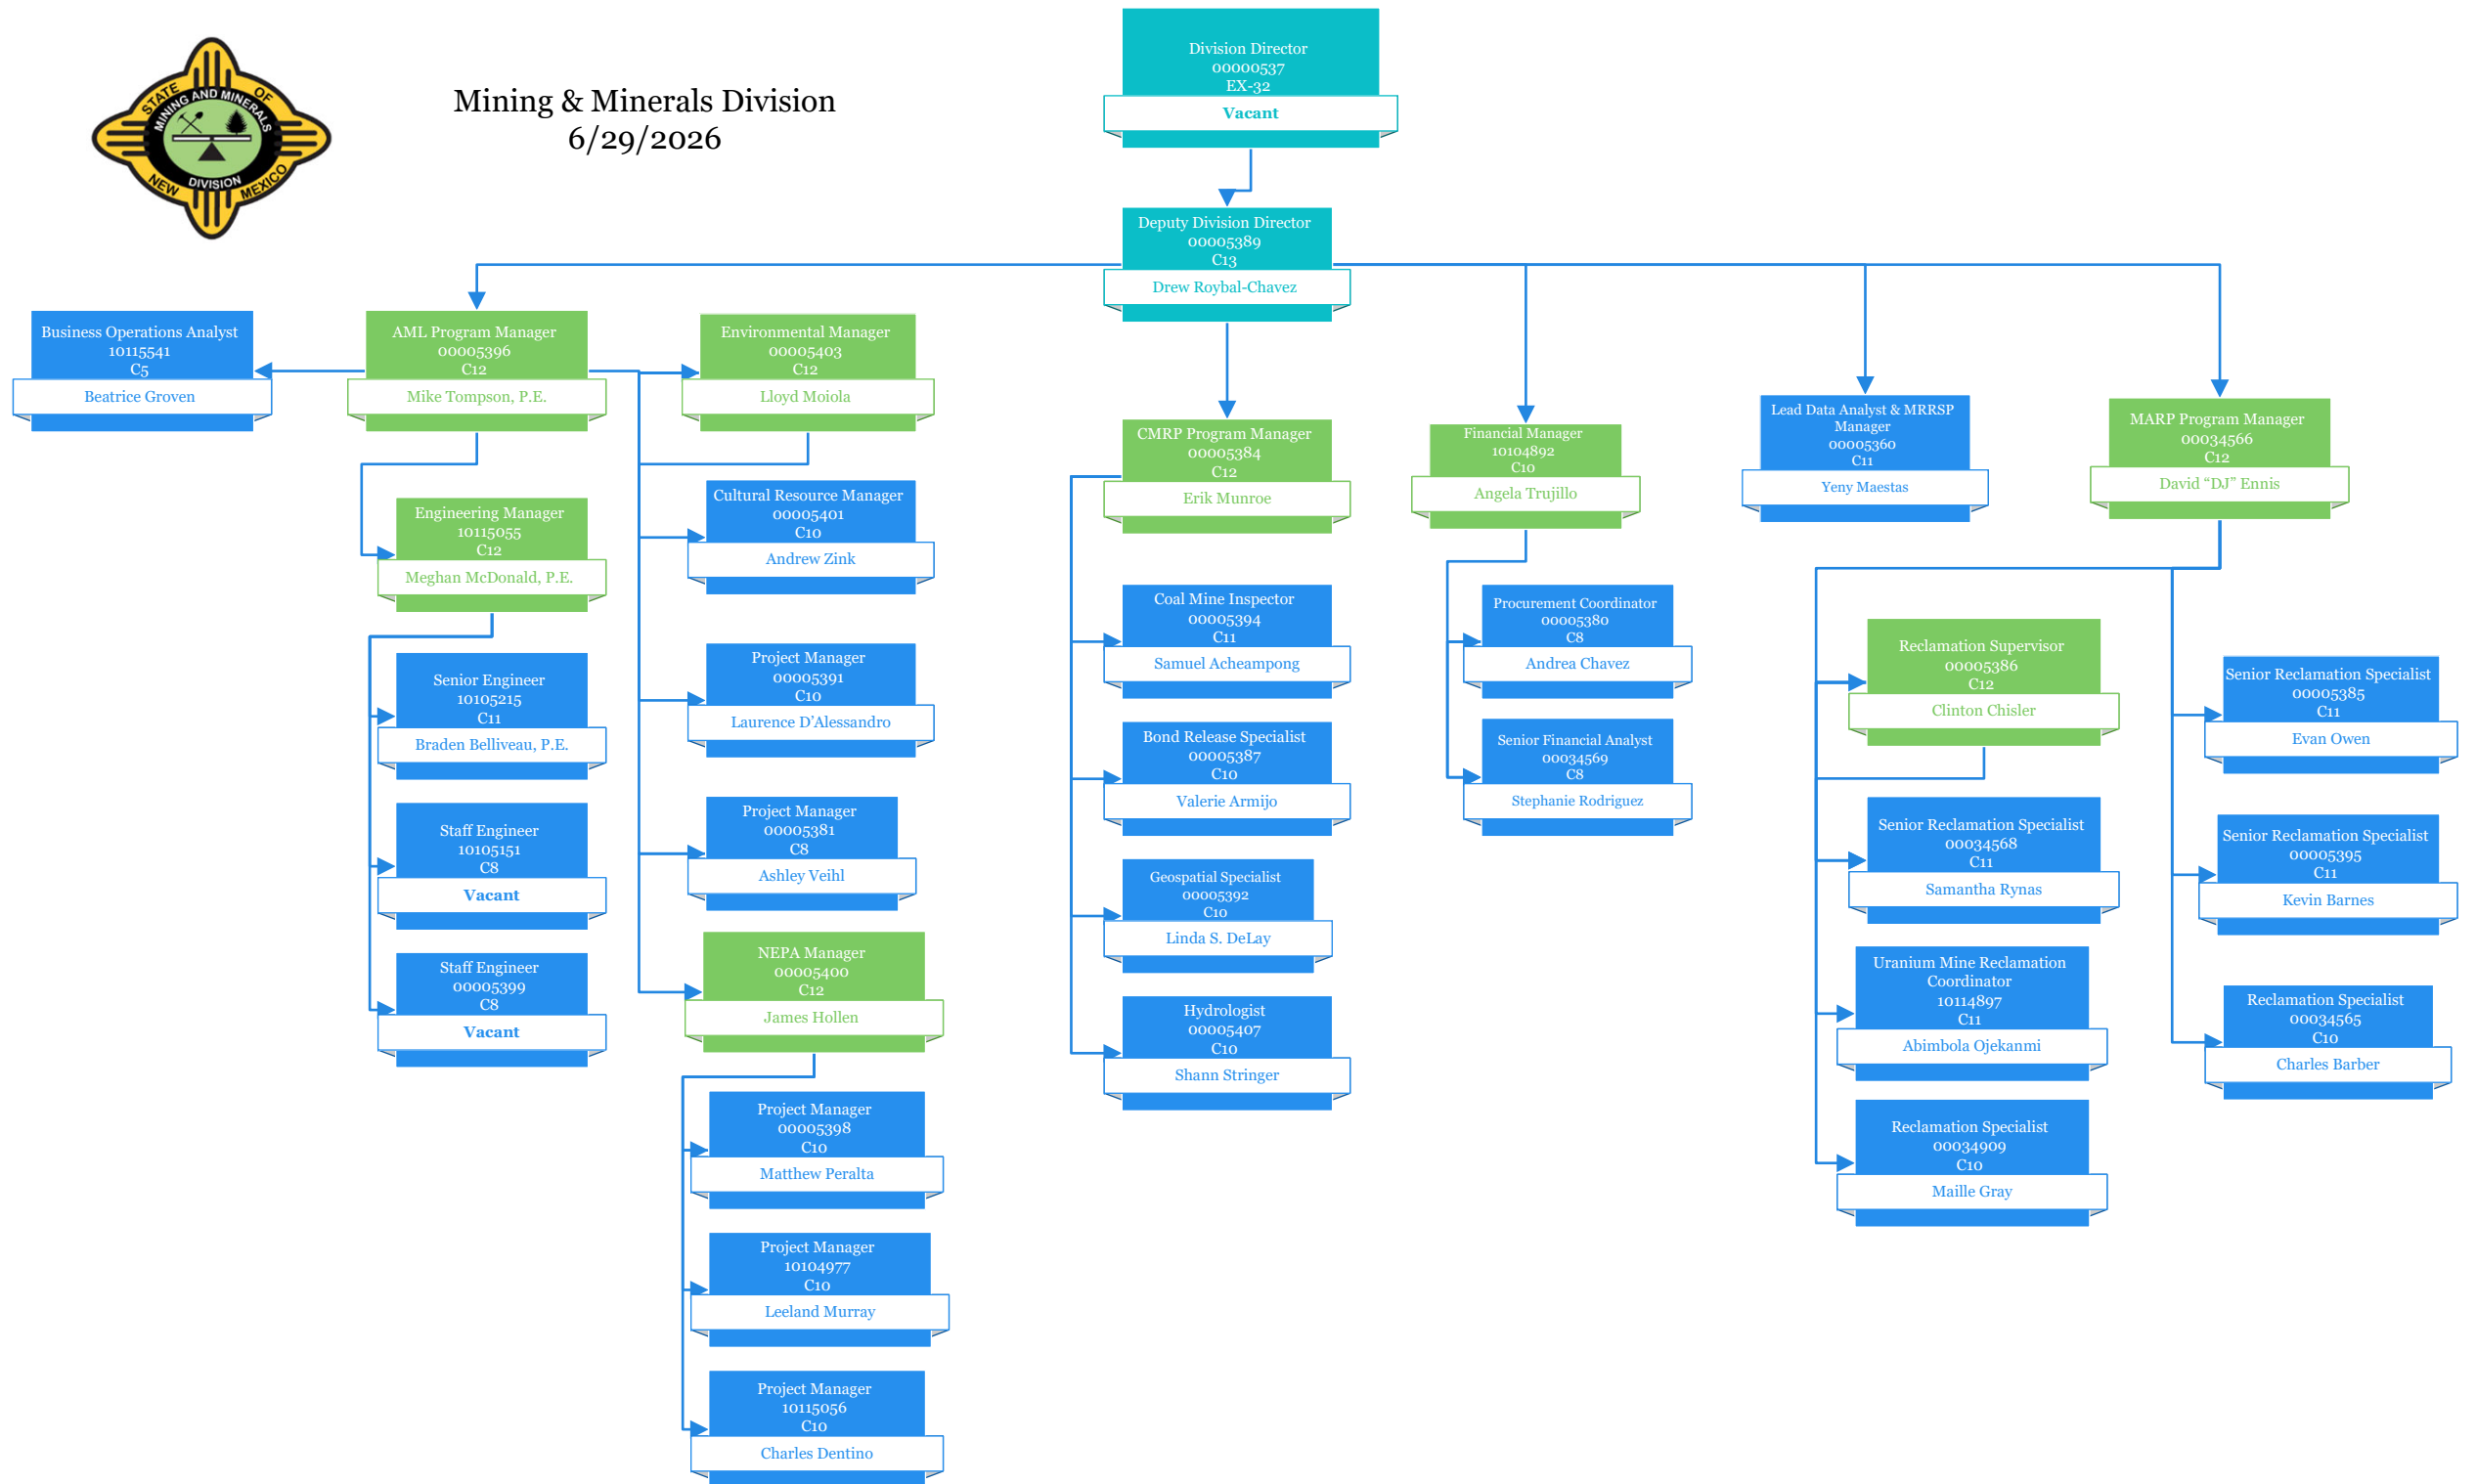 STATE OF
MINING AND MINERALS
DIVISION
NEW MEXICO
Mining & Minerals Division
6/29/2026
Division Director
00000537
EX-32
Vacant
Deputy Division Director
00005389
C13
Drew Roybal-Chavez
Business Operations Analyst
10115541
C5
Beatrice Groven
AML Program Manager
00005396
C12
Mike Tompson, P.E.
Environmental Manager
00005403
C12
Lloyd Moiola
Engineering Manager
10115055
C12
Meghan McDonald, P.E.
Senior Engineer
10105215
C11
Braden Belliveau, P.E.
Staff Engineer
10105151
C8
Vacant
Staff Engineer
00005399
C8
Vacant
Cultural Resource Manager
00005401
C10
Andrew Zink
Project Manager
00005391
C10
Laurence D’Alessandro
Project Manager
00005381
C8
Ashley Veihl
NEPA Manager
00005400
C12
James Hollen
Project Manager
00005398
C10
Matthew Peralta
Project Manager
10104977
C10
Leeland Murray
Project Manager
10115056
C10
Charles Dentino
CMRP Program Manager
00005384
C12
Erik Munroe
Coal Mine Inspector
00005394
C11
Samuel Acheampong
Bond Release Specialist
00005387
C10
Valerie Armijo
Geospatial Specialist
00005392
C10
Linda S. DeLay
Hydrologist
00005407
C10
Shann Stringer
Financial Manager
10104892
C10
Angela Trujillo
Procurement Coordinator
00005380
C8
Andrea Chavez
Senior Financial Analyst
00034569
C8
Stephanie Rodriguez
Lead Data Analyst & MRRSP
Manager
00005360
C11
Yeny Maestas
MARP Program Manager
00034566
C12
David “DJ” Ennis
Reclamation Supervisor
00005386
C12
Clinton Chisler
Senior Reclamation Specialist
00034568
C11
Samantha Rynas
Uranium Mine Reclamation
Coordinator
10114897
C11
Abimbola Ojekanmi
Reclamation Specialist
00034909
C10
Maille Gray
Senior Reclamation Specialist
00005385
C11
Evan Owen
Senior Reclamation Specialist
00005395
C11
Kevin Barnes
Reclamation Specialist
00034565
C10
Charles Barber